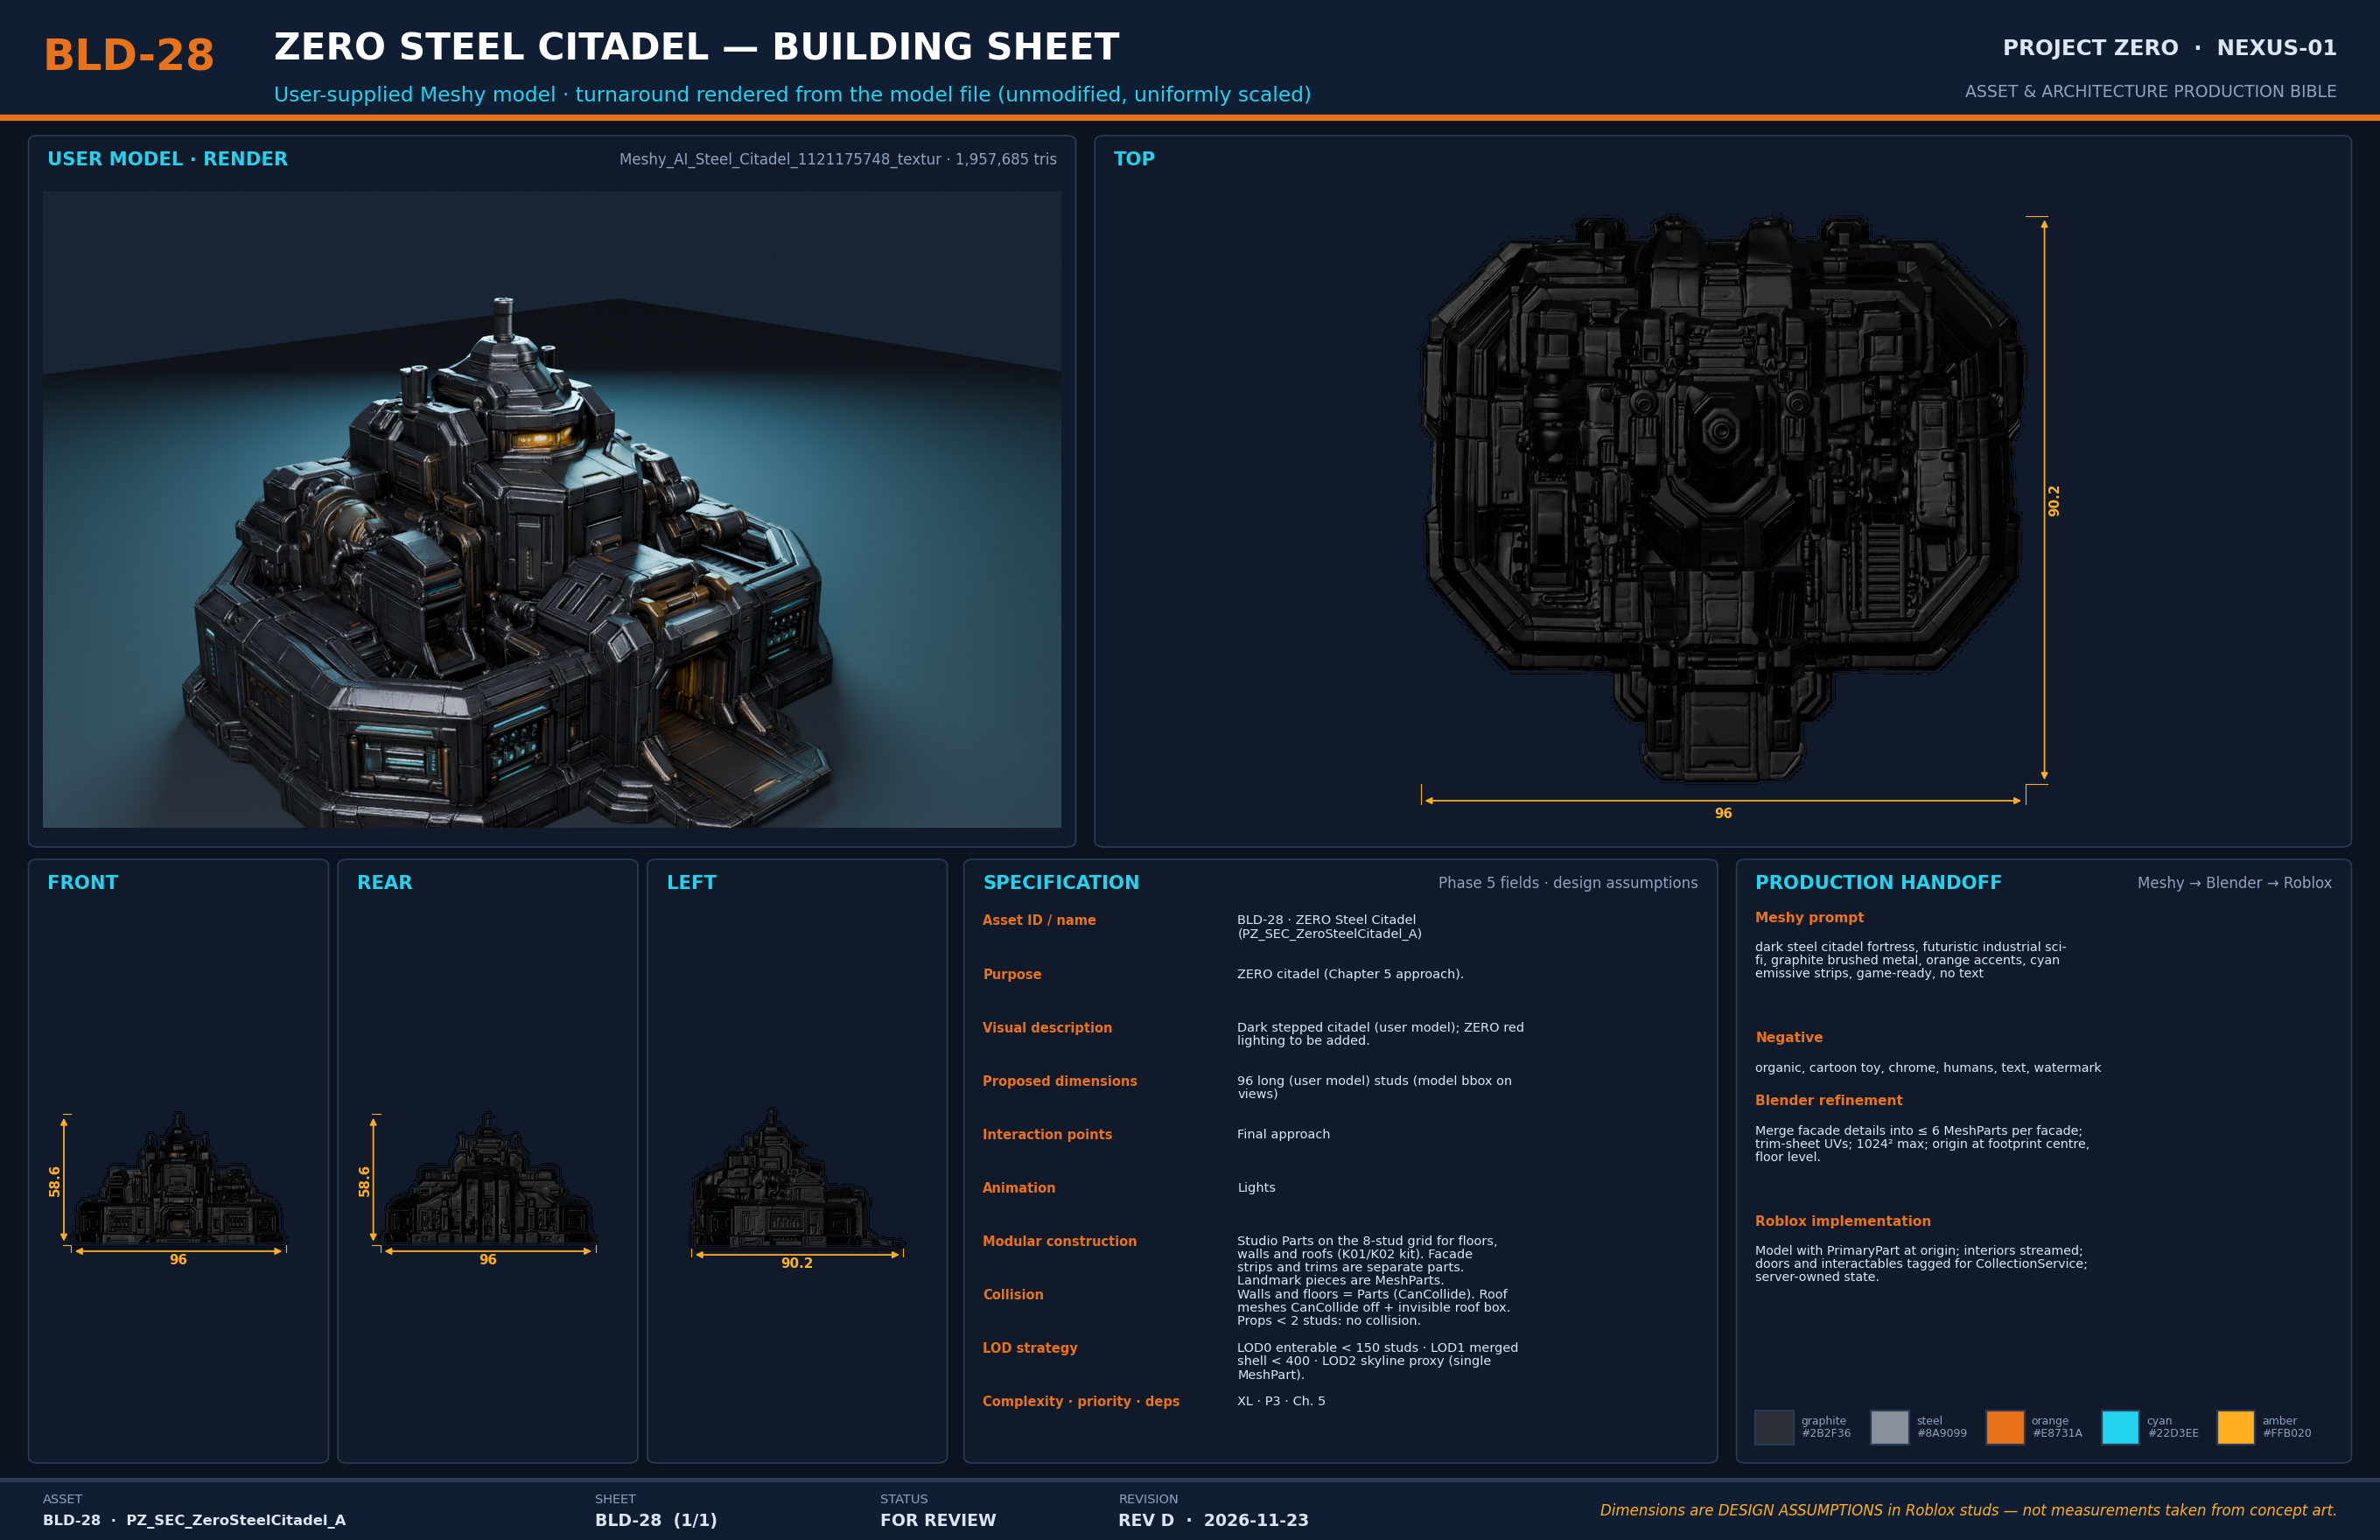 BLD-28
ZERO STEEL CITADEL — BUILDING SHEET
User-supplied Meshy model · turnaround rendered from the model file (unmodified, uniformly scaled)
PROJECT ZERO · NEXUS-01
ASSET & ARCHITECTURE PRODUCTION BIBLE
USER MODEL · RENDER
Meshy_AI_Steel_Citadel_1121175748_textur · 1,957,685 tris
TOP
90.2
96
FRONT
58.6
96
REAR
58.6
96
LEFT
90.2
SPECIFICATION
Phase 5 fields · design assumptions
Asset ID / name
BLD-28 · ZERO Steel Citadel
(PZ_SEC_ZeroSteelCitadel_A)
Purpose
ZERO citadel (Chapter 5 approach).
Visual description
Dark stepped citadel (user model); ZERO red
lighting to be added.
Proposed dimensions
96 long (user model) studs (model bbox on
views)
Interaction points
Final approach
Animation
Lights
Modular construction
Studio Parts on the 8-stud grid for floors,
walls and roofs (K01/K02 kit). Facade
strips and trims are separate parts.
Landmark pieces are MeshParts.
Collision
Walls and floors = Parts (CanCollide). Roof
meshes CanCollide off + invisible roof box.
Props < 2 studs: no collision.
LOD strategy
LOD0 enterable < 150 studs · LOD1 merged
shell < 400 · LOD2 skyline proxy (single
MeshPart).
Complexity · priority · deps
XL · P3 · Ch. 5
PRODUCTION HANDOFF
Meshy → Blender → Roblox
Meshy prompt
dark steel citadel fortress, futuristic industrial sci-
fi, graphite brushed metal, orange accents, cyan
emissive strips, game-ready, no text
Negative
organic, cartoon toy, chrome, humans, text, watermark
Blender refinement
Merge facade details into ≤ 6 MeshParts per facade;
trim-sheet UVs; 1024² max; origin at footprint centre,
floor level.
Roblox implementation
Model with PrimaryPart at origin; interiors streamed;
doors and interactables tagged for CollectionService;
server-owned state.
graphite
#2B2F36
steel
#8A9099
orange
#E8731A
cyan
#22D3EE
amber
#FFB020
ASSET
BLD-28 · PZ_SEC_ZeroSteelCitadel_A
SHEET
BLD-28 (1/1)
STATUS
FOR REVIEW
REVISION
REV D · 2026-11-23
Dimensions are DESIGN ASSUMPTIONS in Roblox studs — not measurements taken from concept art.